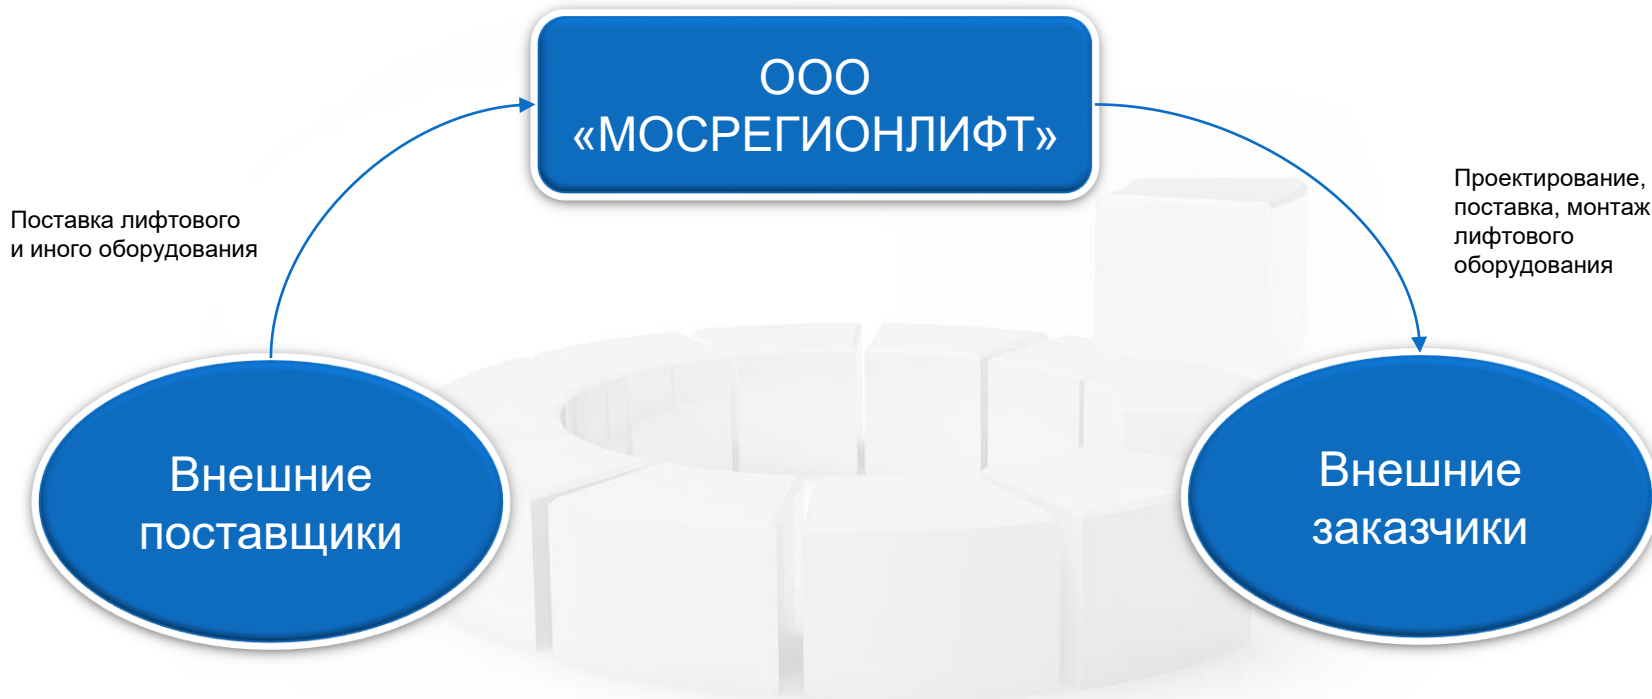 ООО
«МОСРЕГИОНЛИФТ»
Поставка лифтового
и иного оборудования
Проектирование,
поставка, монтаж
лифтового
оборудования
Внешние
поставщики
Внешние
заказчики